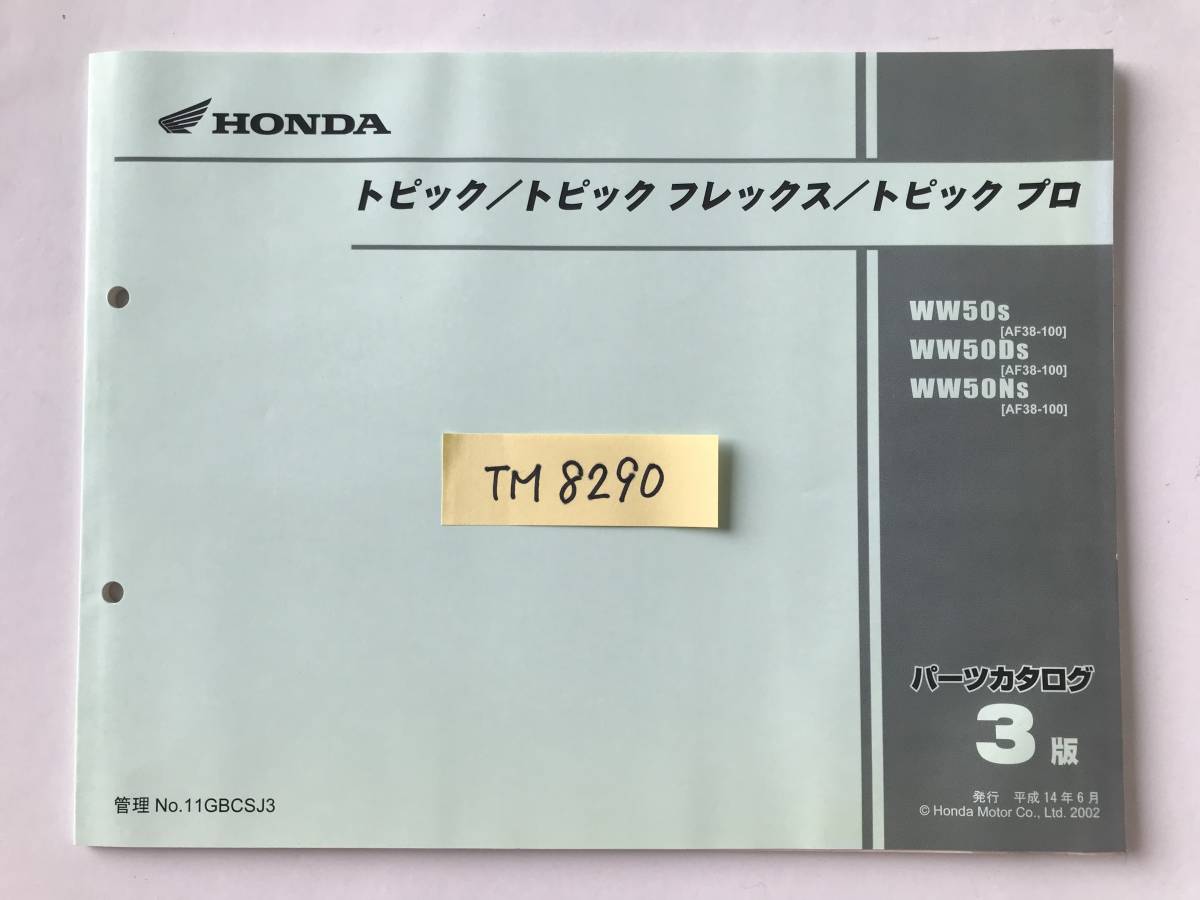 HONDA
トピック／トピック フレックス／トピック プロ
WW50S
[AF38-100]
WW50DS
[AF38-100]
WW50NS
[AF38-100]
TM 8290
パーツカタログ
3版
管理 No.11GBCSJ3
発行 平成14年6月
© Honda Motor Co., Ltd. 2002